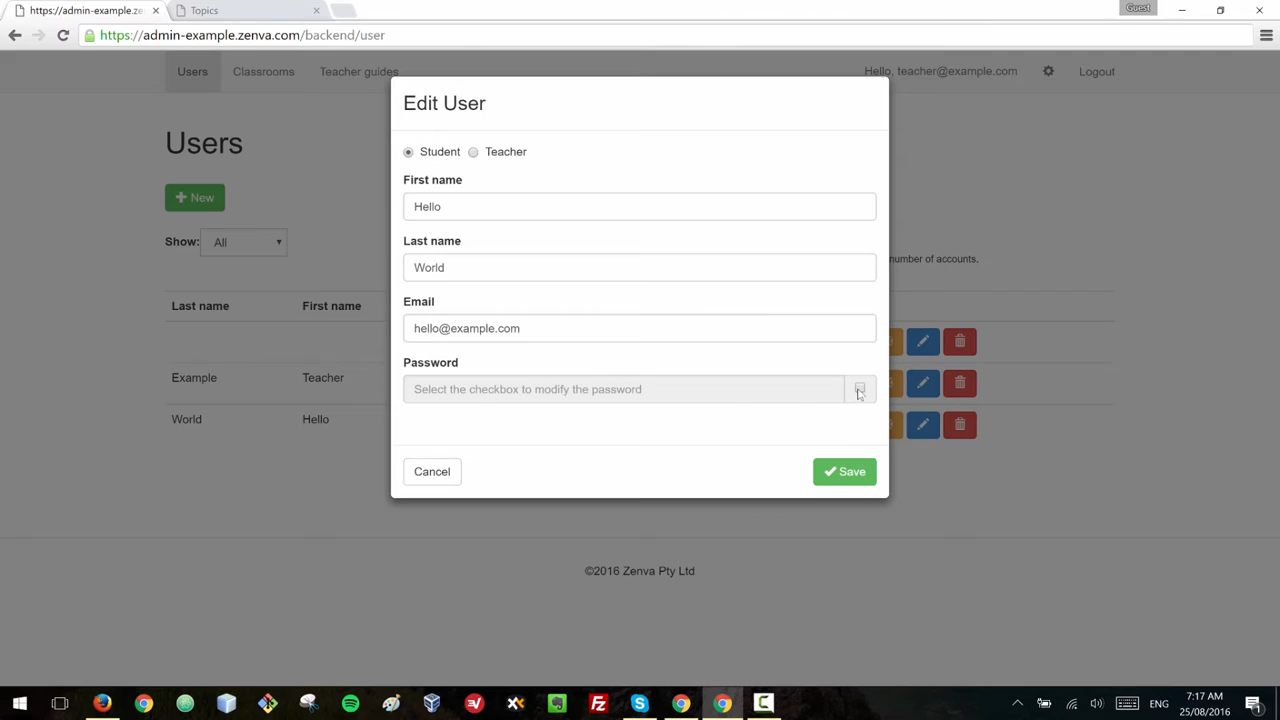 https://admin-example.ze
Topics
Guest
https://admin-example.zenva.com/backend/user
Users
Classrooms
Teacher guides
Hello, teacher@example.com
Logout
Edit User
Student
Teacher
Users
First name
New
Hello
Show:
All
Last name
number of accounts.
World
Last name
First name
Email
hello@example.com
Password
Example
Teacher
Select the checkbox to modify the password
World
Hello
Cancel
Save
©2016 Zenva Pty Ltd
ENG
7:17 AM
25/08/2016
1